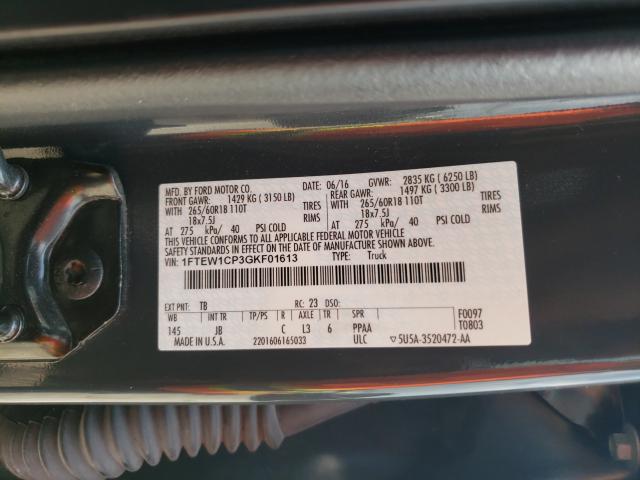 MFD. BY FORD MOTOR CO. 06/16 GVWR: 2835 KG ( 6250 LB)
FRONT GAWR: 1429 KG ( 3150 LB) REAR GAWR: 1497 KG ( 3300 LB)
WITH 265/60R18 110T TIRES WITH 265/60R18 110T TIRES
18x7.5J RIMS 18x7.5J RIMS
AT 275 kPa/ 40 PSI COLD AT 275 kPa/ 40 PSI COLD
THIS VEHICLE CONFORMS TO ALL APPLICABLE FEDERAL MOTOR VEHICLE
SAFETY STANDARDS IN EFFECT ON THE DATE OF MANUFACTURE SHOWN ABOVE
VIN: 1FTEW1CP3GKF01613 TYPE: Truck
EXT PNT: TB RC: 23 DSO: F0097
WB INT TR TP/PS R AXLE TR SPR T0803
145 JB C L3 6 PPAA
MADE IN U.S.A. 2201606165033 ULC ▽5U5A-3520472-AA